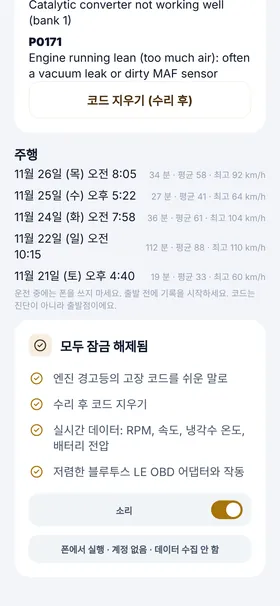 Catalytic converter not working well
(bank 1)
P0171
Engine running lean (too much air): often
a vacuum leak or dirty MAF sensor
코드 지우기 (수리 후)
주행
11월 26일 (목) 오전 8:05 34 분 · 평균 58 · 최고 92 km/h
11월 25일 (수) 오후 5:22 27 분 · 평균 41 · 최고 64 km/h
11월 24일 (화) 오전 7:58 36 분 · 평균 61 · 최고 104 km/h
11월 22일 (일) 오전
10:15 112 분 · 평균 88 · 최고 110 km/h
11월 21일 (토) 오후 4:40 19 분 · 평균 33 · 최고 60 km/h
운전 중에는 폰을 쓰지 마세요. 출발 전에 기록을 시작하세요. 코드는
진단이 아니라 출발점이에요.
모두 잠금 해제됨
엔진 경고등의 고장 코드를 쉬운 말로
수리 후 코드 지우기
실시간 데이터: RPM, 속도, 냉각수 온도,
배터리 전압
저렴한 블루투스 LE OBD 어댑터와 작동
소리
폰에서 실행 · 계정 없음 · 데이터 수집 안 함